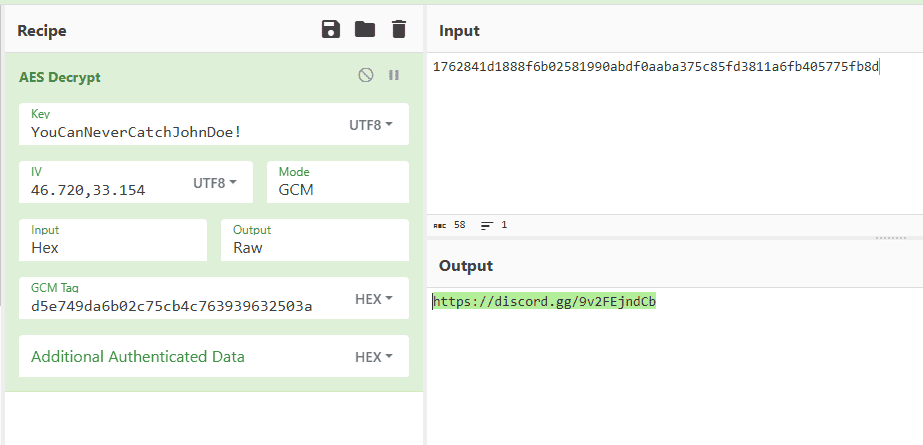 Recipe
AES Decrypt
Key
YouCanNeverCatchJohnDoe!
UTF8
IV
46.720,33.154
UTF8
Mode
GCM
Input
Hex
Output
Raw
GCM Tag
d5e749da6b02c75cb4c763939632503a
HEX
Additional Authenticated Data
HEX
Input
1762841d1888f6b02581990abdf0aaba375c85fd3811a6fb405775fb8d
ABC 58
1
Output
https://discord.gg/9v2FEjndCb